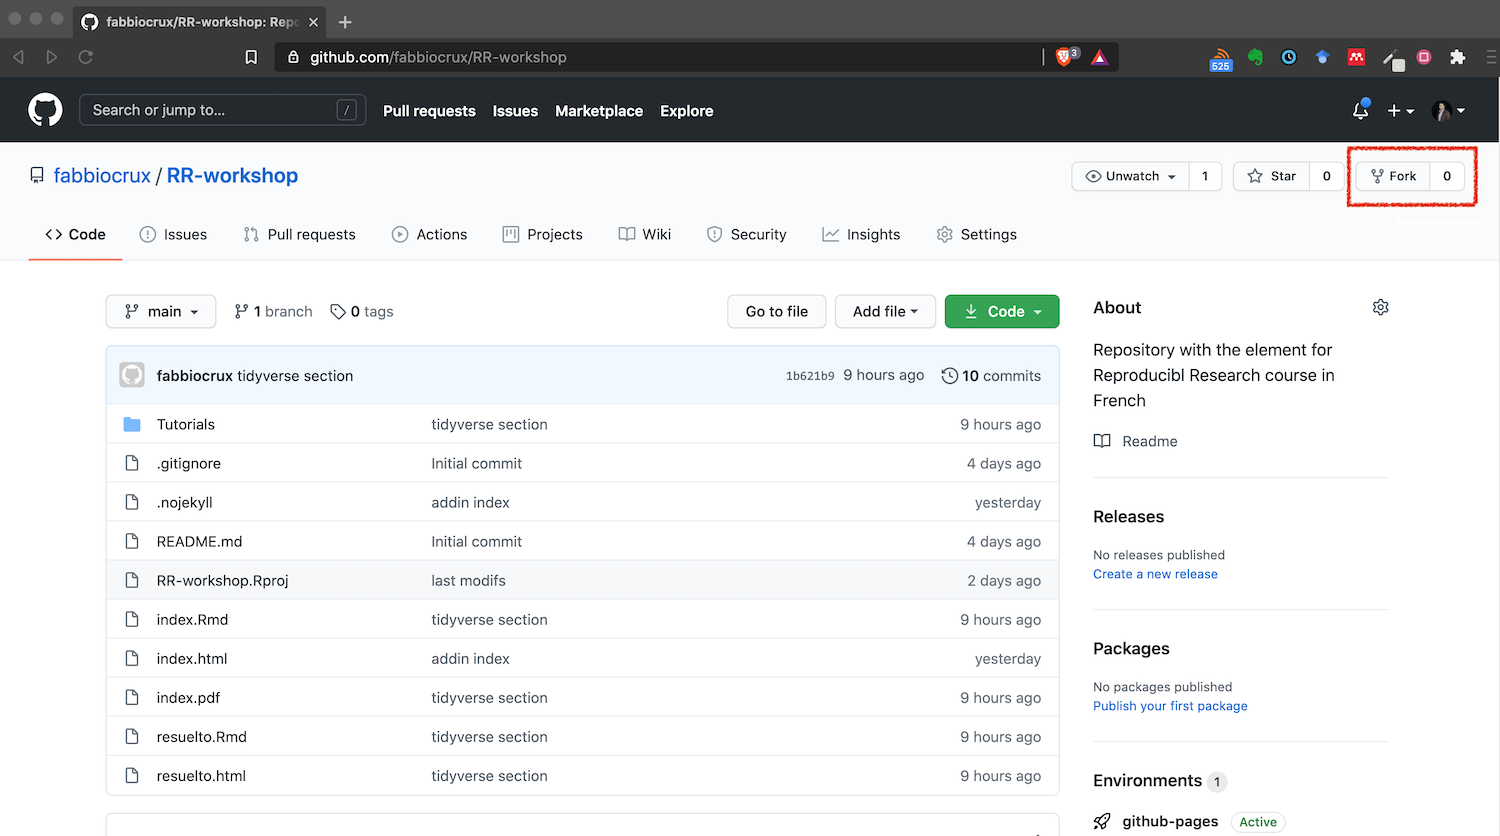 fabbiocrux/RR-workshop: Repo
github.com/fabbiocrux/RR-workshop
3
525
Search or jump to...
/
Pull requests
Issues
Marketplace
Explore
fabbiocrux / RR-workshop
Unwatch
1
Star
0
Fork
0
Code
Issues
Pull requests
Actions
Projects
Wiki
Security
Insights
Settings
main
1 branch
0 tags
Go to file
Add file
Code
fabbiocrux tidyverse section
1b621b9 9 hours ago
10 commits
Tutorials tidyverse section 9 hours ago
.gitignore Initial commit 4 days ago
.nojekyll addin index yesterday
README.md Initial commit 4 days ago
RR-workshop.Rproj last modifs 2 days ago
index.Rmd tidyverse section 9 hours ago
index.html addin index yesterday
index.pdf tidyverse section 9 hours ago
resuelto.Rmd tidyverse section 9 hours ago
resuelto.html tidyverse section 9 hours ago
About
Repository with the element for
Reproducibl Research course in
French
Readme
Releases
No releases published
Create a new release
Packages
No packages published
Publish your first package
Environments 1
github-pages Active